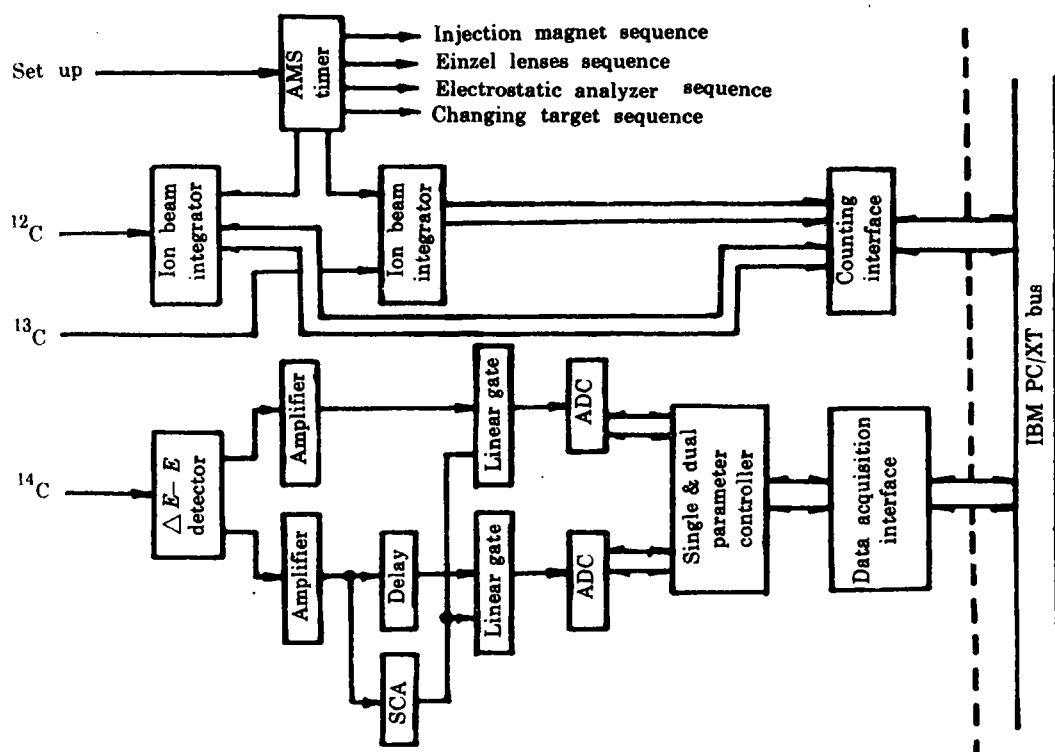 Set up
AMS
timer
Injection magnet sequence
Einzel lenses sequence
Electrostatic analyzer sequence
Changing target sequence
¹²C
Ion beam
integrator
Ion beam
integrator
Counting
interface
¹³C
IBM PC/XT bus
¹⁴C
△E–E
detector
Amplifier
Linear gate
ADC
Amplifier
Delay
SCA
Linear gate
ADC
Single & dual
parameter
controller
Data acquisition
interface